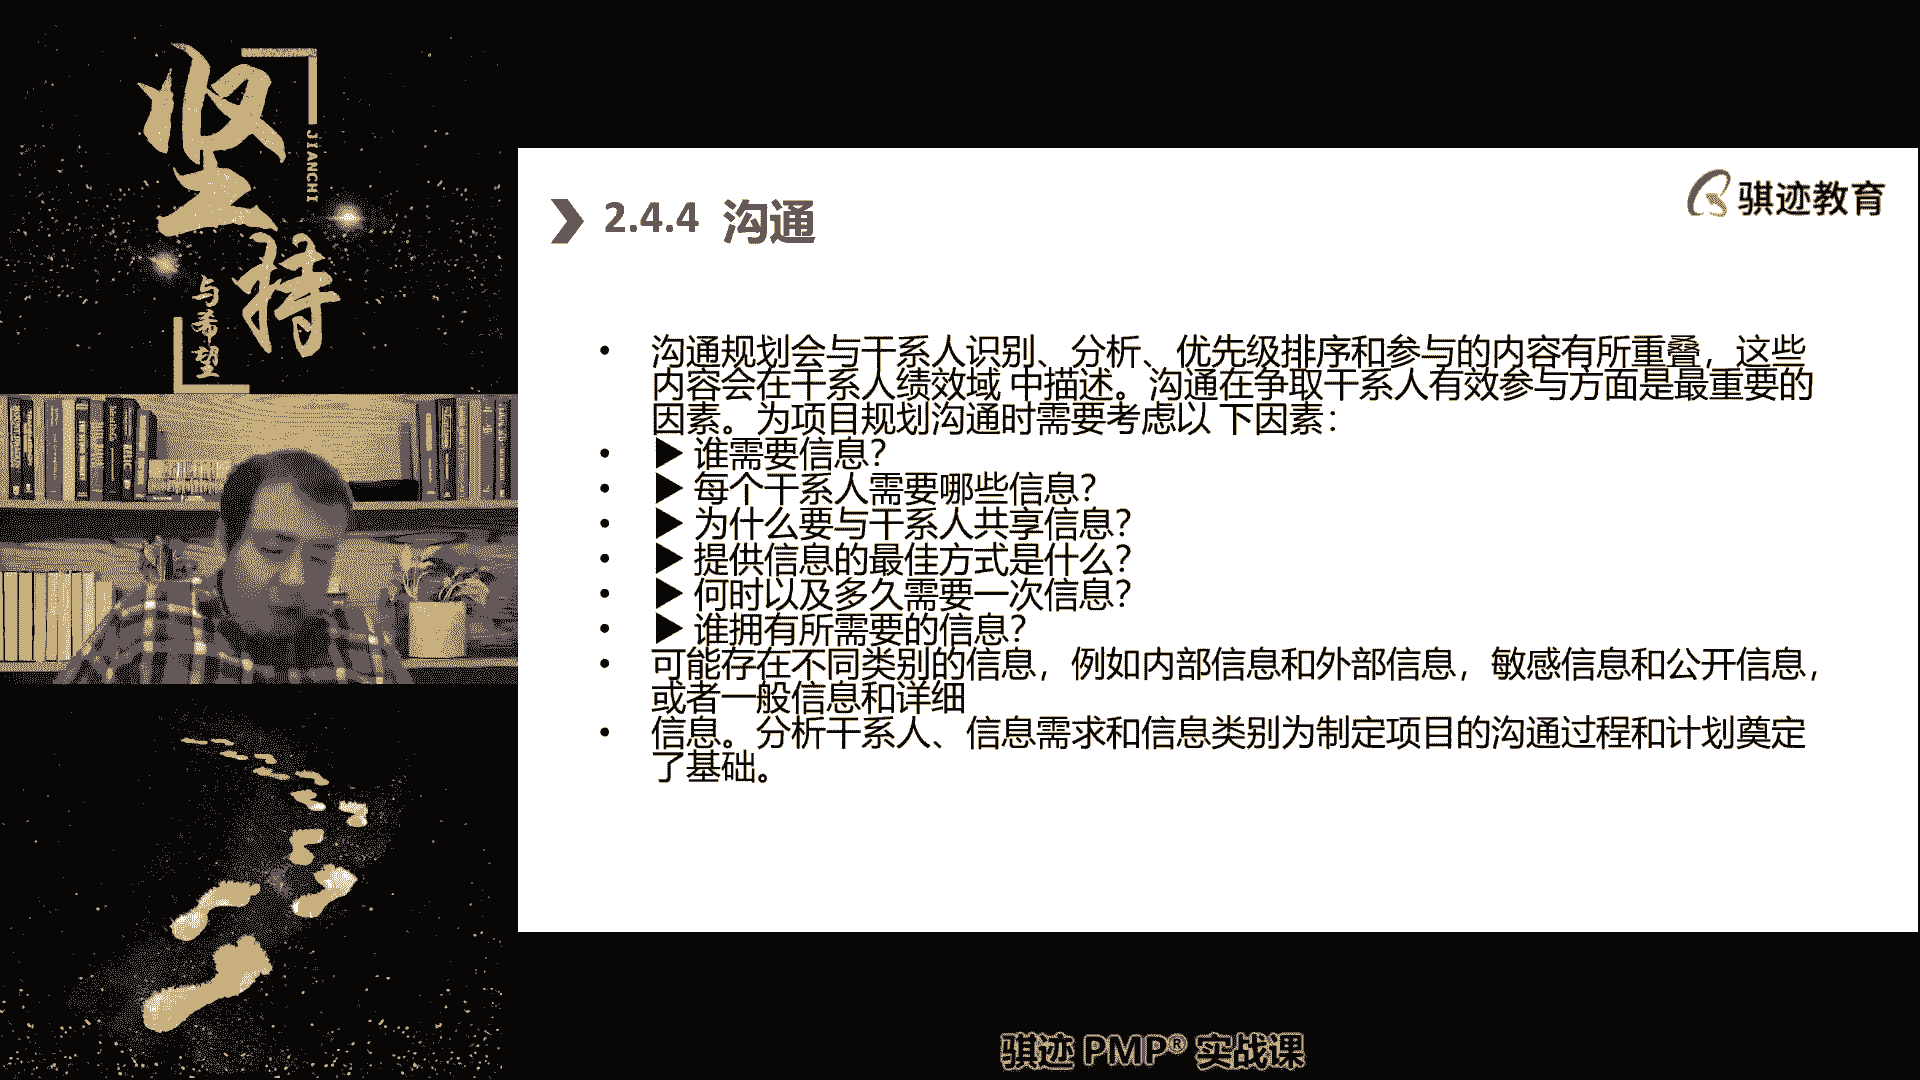 坚持
JIANCHI
与希望
骐迹教育
2.4.4 沟通
• 沟通规划会与干系人识别、分析、优先级排序和参与的内容有所重叠，这些
内容会在干系人绩效域 中描述。沟通在争取干系人有效参与方面是最重要的
因素。为项目规划沟通时需要考虑以 下因素：
• ▶ 谁需要信息？
• ▶ 每个干系人需要哪些信息？
• ▶ 为什么要与干系人共享信息？
• ▶ 提供信息的最佳方式是什么？
• ▶ 何时以及多久需要一次信息？
• ▶ 谁拥有所需要的信息？
• 可能存在不同类别的信息，例如内部信息和外部信息，敏感信息和公开信息，
或者一般信息和详细
• 信息。分析干系人、信息需求和信息类别为制定项目的沟通过程和计划奠定
了基础。
骐迹 PMP® 实战课